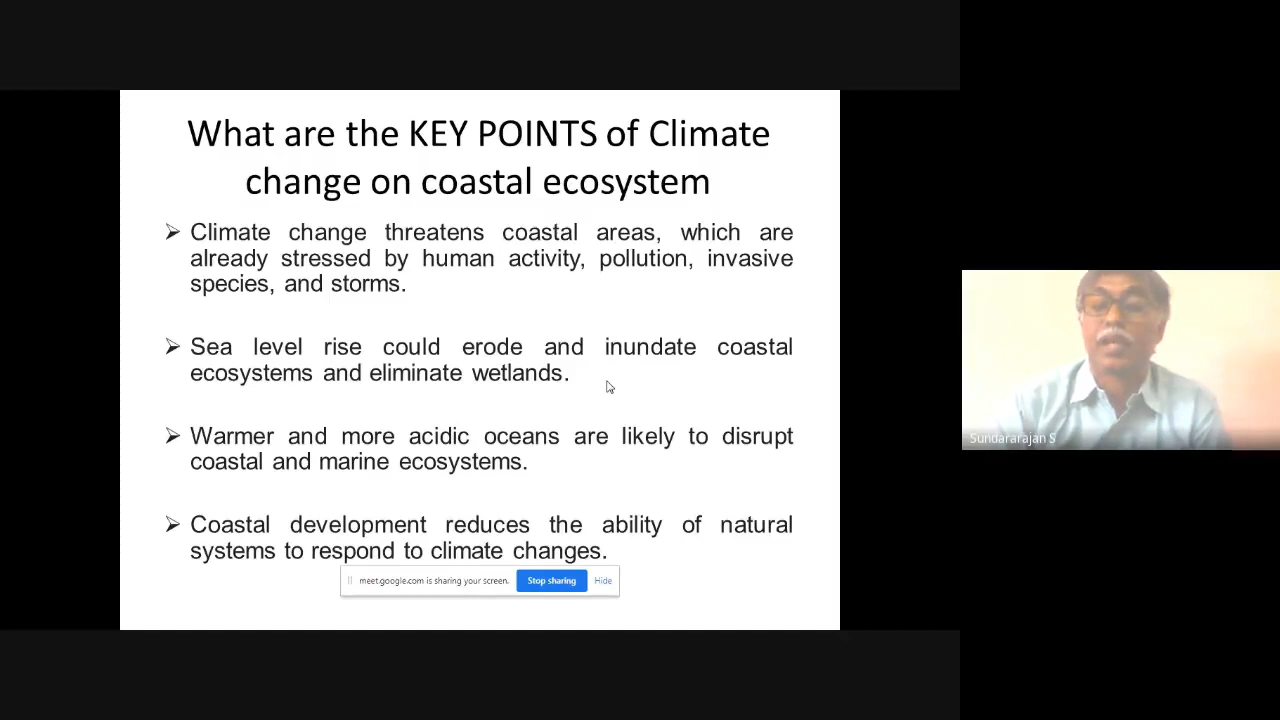 What are the KEY POINTS of Climate
change on coastal ecosystem
➢ Climate change threatens coastal areas, which are
already stressed by human activity, pollution, invasive
species, and storms.
➢ Sea level rise could erode and inundate coastal
ecosystems and eliminate wetlands.
➢ Warmer and more acidic oceans are likely to disrupt
coastal and marine ecosystems.
➢ Coastal development reduces the ability of natural
systems to respond to climate changes.
meet.google.com is sharing your screen. Stop sharing Hide
Sundararajan S